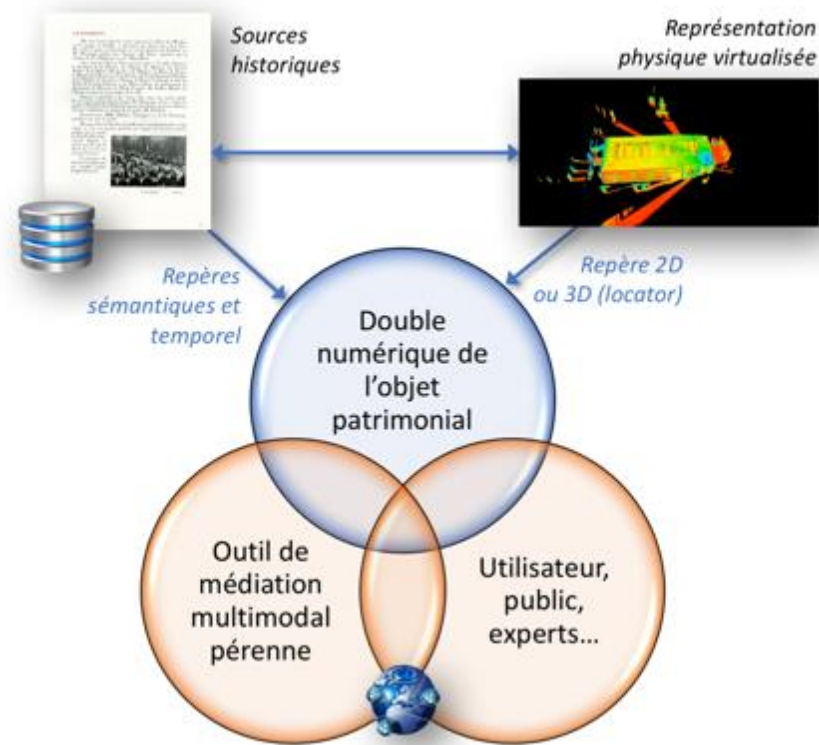 Sources
historiques
Représentation
physique virtualisée
Repères
sémantiques et
temporel
Repère 2D
ou 3D (locator)
Double
numérique de
l'objet
patrimonial
Outil de
médiation
multimodal
pérenne
Utilisateur,
public,
experts...